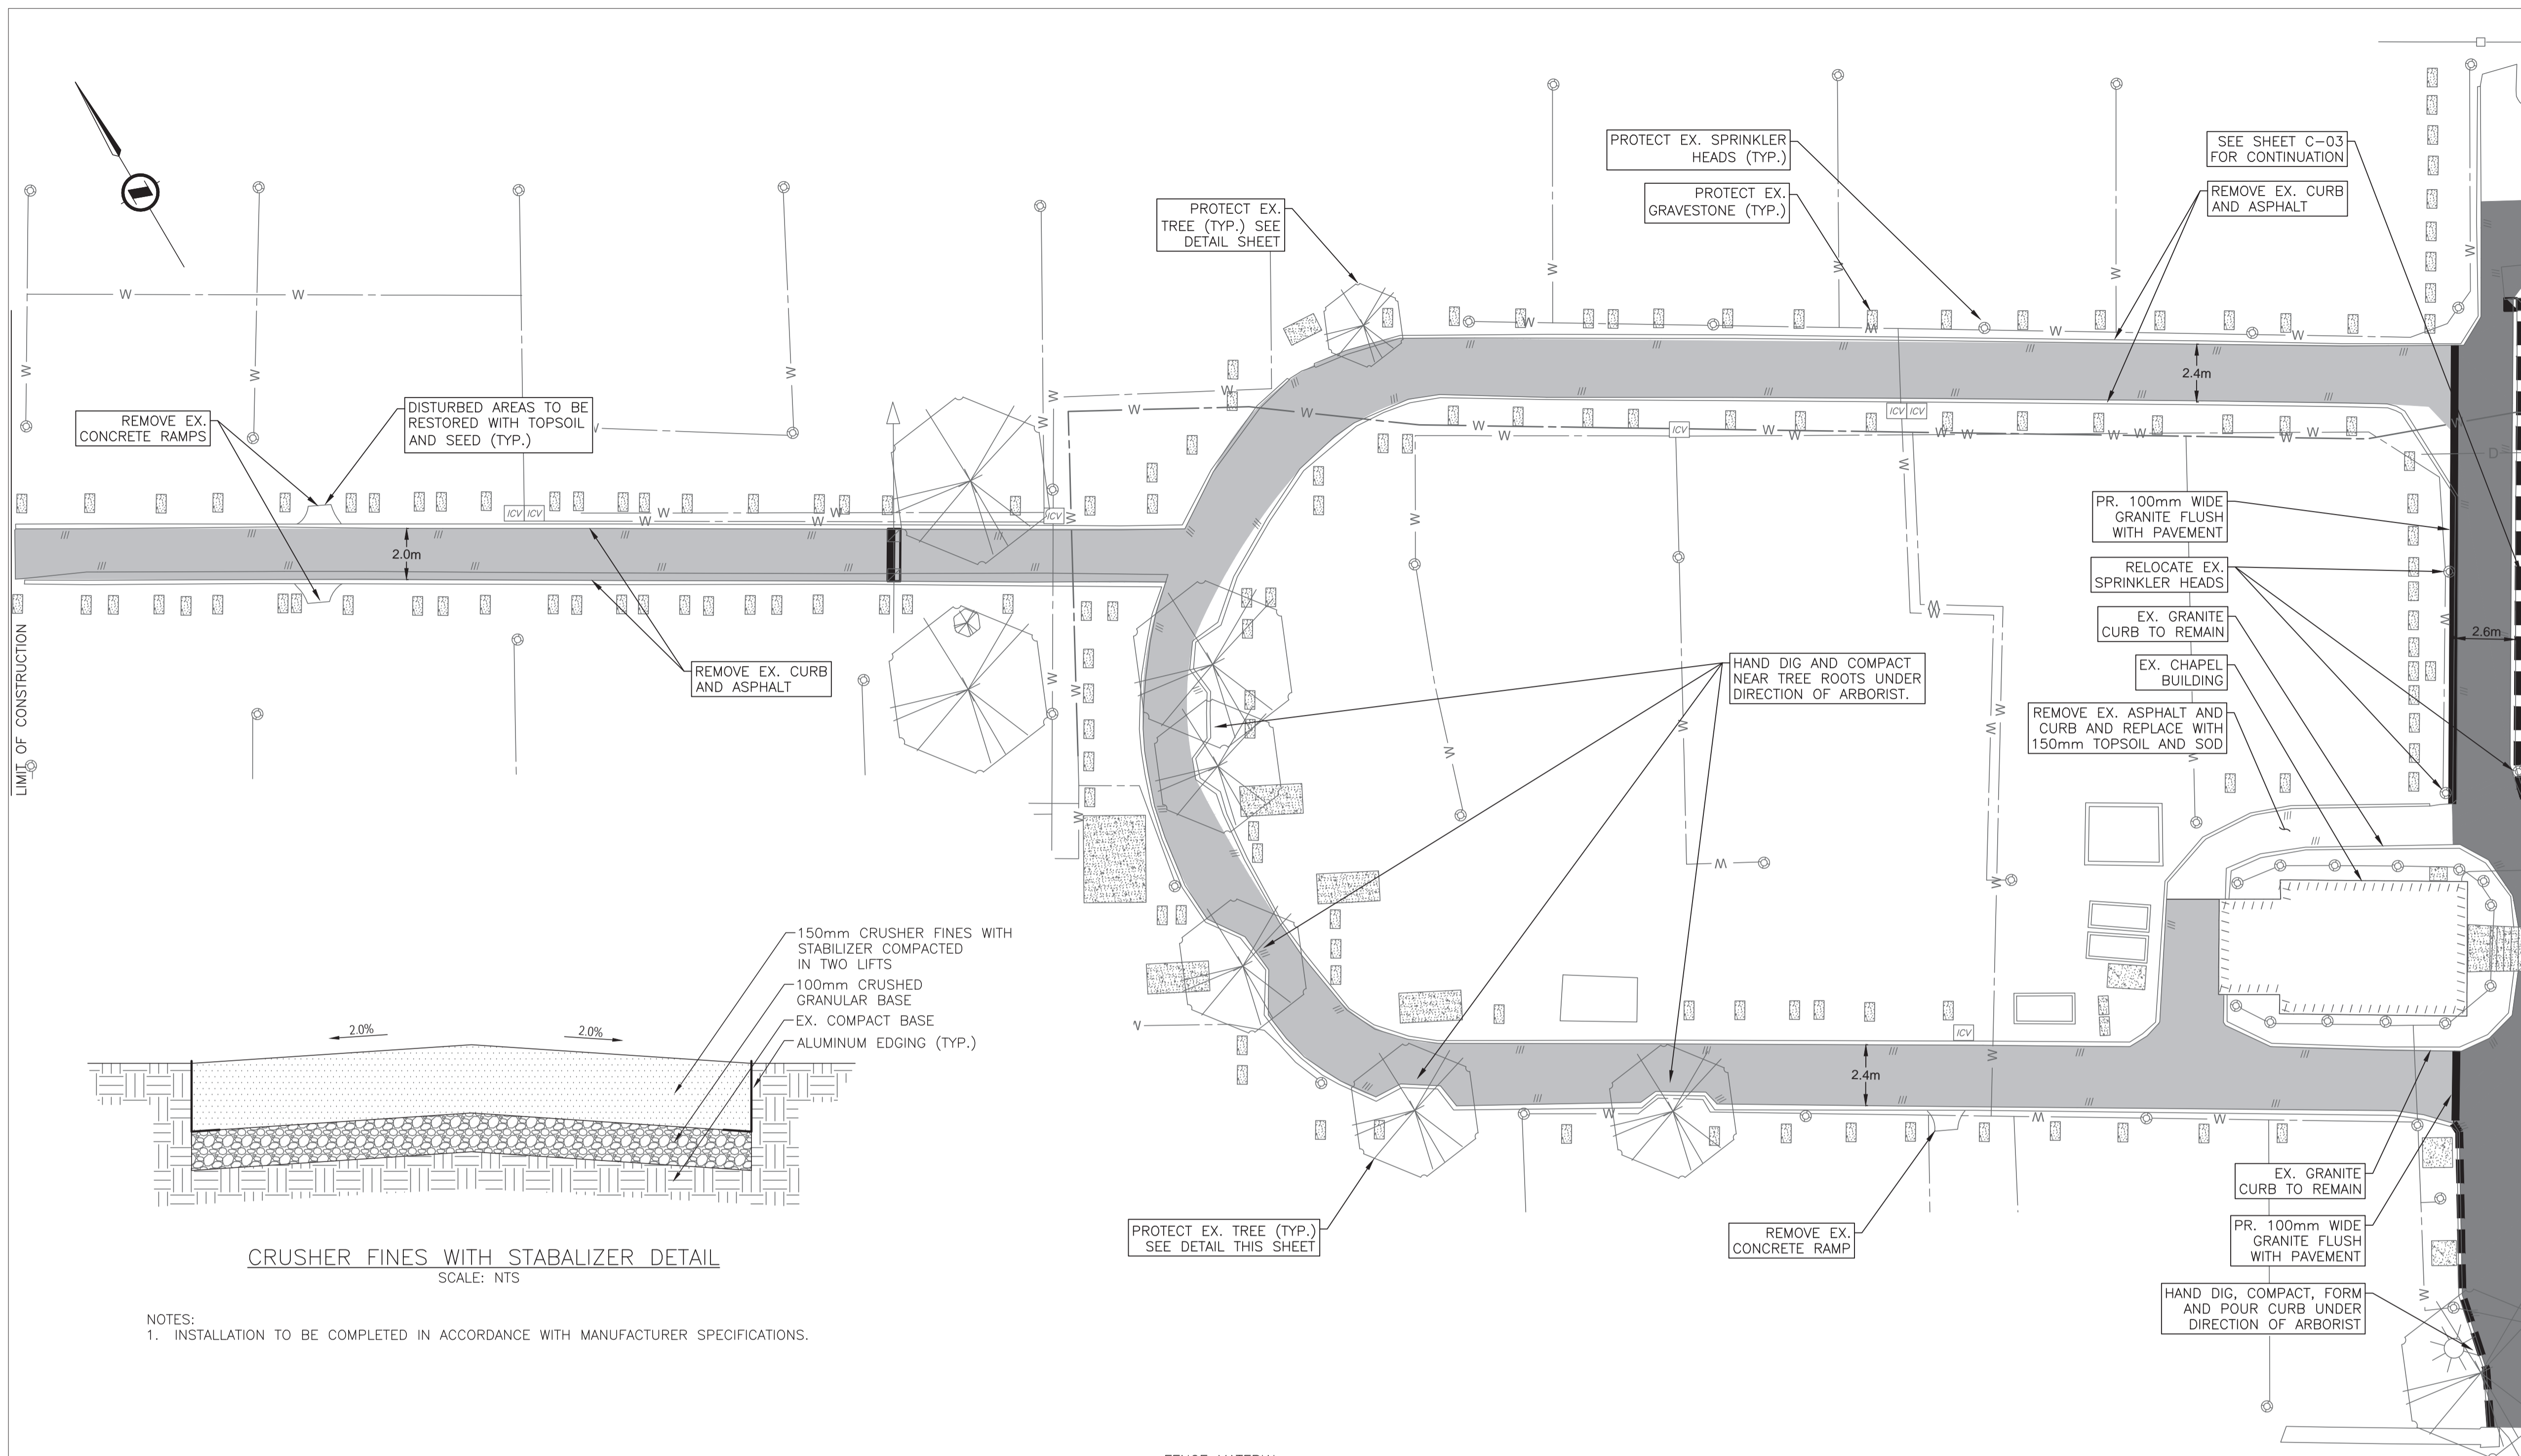 PROTECT EX. SPRINKLER
HEADS (TYP.)
SEE SHEET C-03
FOR CONTINUATION
PROTECT EX.
GRAVESTONE (TYP.)
REMOVE EX. CURB
AND ASPHALT
PROTECT EX.
TREE (TYP.) SEE
DETAIL SHEET
W
W
W
W
W
W
W
W
W
W
W
W
W
W
2.4m
REMOVE EX.
CONCRETE RAMPS
DISTURBED AREAS TO BE
RESTORED WITH TOPSOIL
AND SEED (TYP.)
W
W
W
W
W
W
ICV ICV
ICV
W
W
W
W
W
W
W
W
D
ICV ICV
W
W
W
W
ICV
W
2.0m
PR. 100mm WIDE
GRANITE FLUSH
WITH PAVEMENT
RELOCATE EX.
SPRINKLER HEADS
EX. GRANITE
CURB TO REMAIN
2.6m
LIMIT OF CONSTRUCTION
REMOVE EX. CURB
AND ASPHALT
HAND DIG AND COMPACT
NEAR TREE ROOTS UNDER
DIRECTION OF ARBORIST.
EX. CHAPEL
BUILDING
REMOVE EX. ASPHALT AND
CURB AND REPLACE WITH
150mm TOPSOIL AND SOD
W
W
W
W
W
W
W
W
W
W
W
W
150mm CRUSHER FINES WITH
STABILIZER COMPACTED
IN TWO LIFTS
100mm CRUSHED
GRANULAR BASE
EX. COMPACT BASE
ALUMINUM EDGING (TYP.)
2.0%
2.0%
ICV
W
2.4m
W
W
W
PROTECT EX. TREE (TYP.)
SEE DETAIL THIS SHEET
REMOVE EX.
CONCRETE RAMP
EX. GRANITE
CURB TO REMAIN
PR. 100mm WIDE
GRANITE FLUSH
WITH PAVEMENT
W
HAND DIG, COMPACT, FORM
AND POUR CURB UNDER
DIRECTION OF ARBORIST
CRUSHER FINES WITH STABALIZER DETAIL
SCALE: NTS
NOTES:
1. INSTALLATION TO BE COMPLETED IN ACCORDANCE WITH MANUFACTURER SPECIFICATIONS.